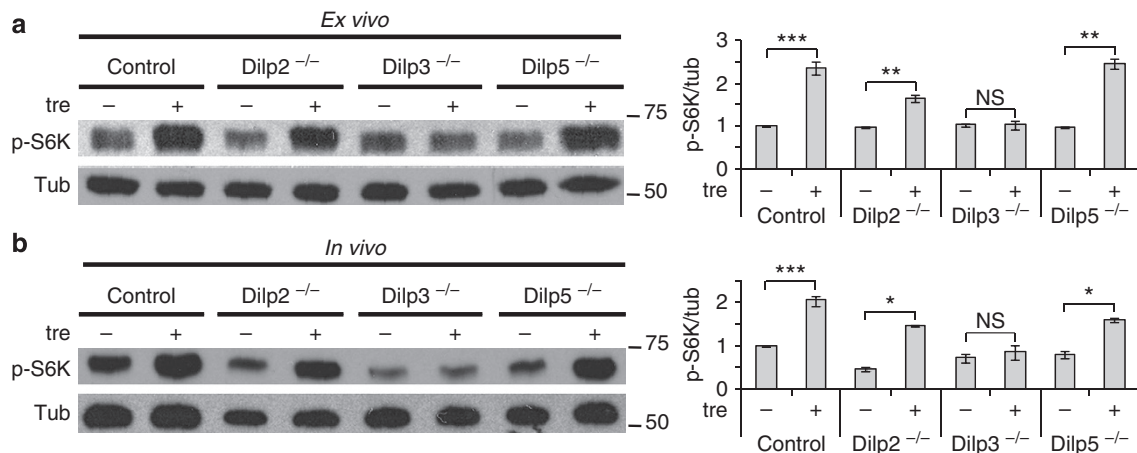 a
Ex vivo
Control Dilp2 –/– Dilp3 –/– Dilp5 –/–
tre – + – + – + – +
75
p-S6K
Tub
50
p-S6K/tub
3
2
1
0
*** ** NS **
– + – + – + – + tre
Control Dilp2 –/– Dilp3 –/– Dilp5 –/–
b
In vivo
Control Dilp2 –/– Dilp3 –/– Dilp5 –/–
tre – + – + – + – +
75
p-S6K
Tub
50
p-S6K/tub
2
1
0
*** * NS *
tre – + – + – + – +
Control Dilp2 –/– Dilp3 –/– Dilp5 –/–